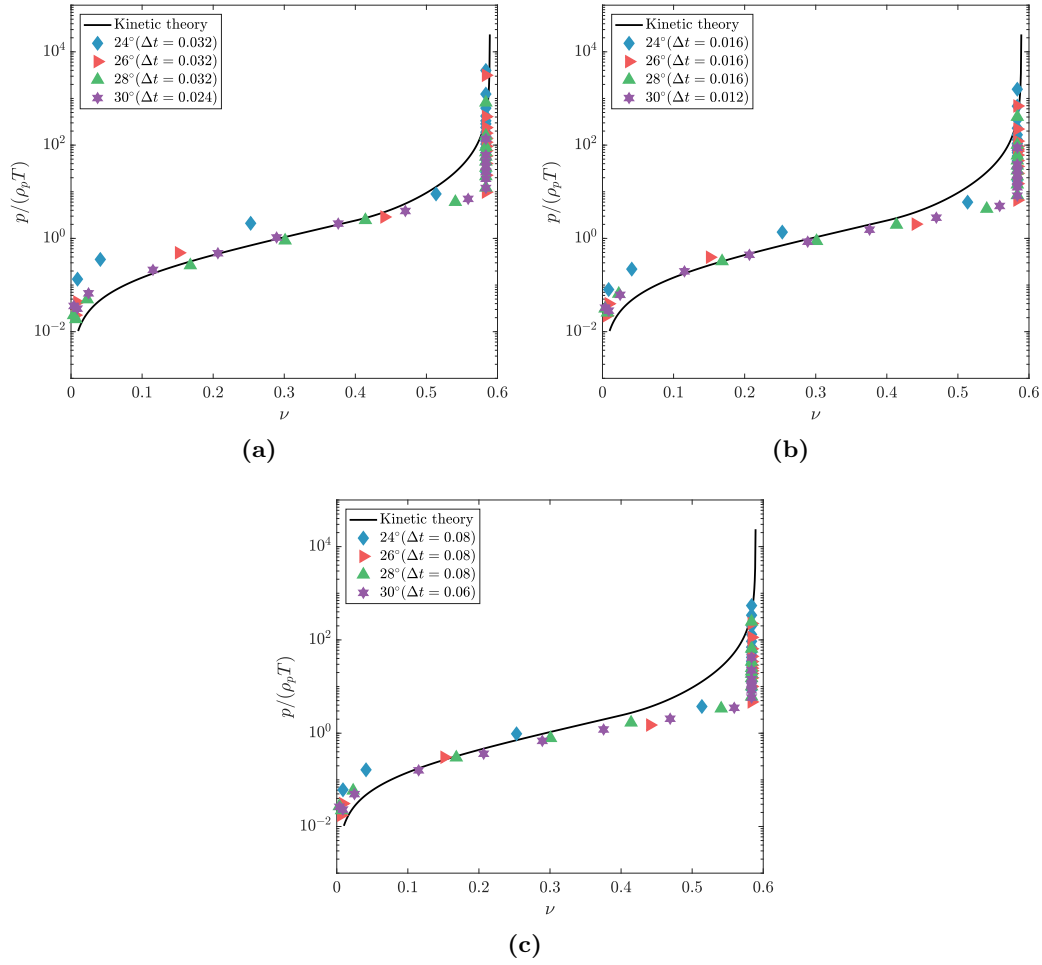 Kinetic theory
24°(Δt = 0.032)
26°(Δt = 0.032)
28°(Δt = 0.032)
30°(Δt = 0.024)
10^4
10^2
10^0
10^-2
p/(ρ_pT)
0 0.1 0.2 0.3 0.4 0.5 0.6
ν
(a)
Kinetic theory
24°(Δt = 0.016)
26°(Δt = 0.016)
28°(Δt = 0.016)
30°(Δt = 0.012)
10^4
10^2
10^0
10^-2
p/(ρ_pT)
0 0.1 0.2 0.3 0.4 0.5 0.6
ν
(b)
Kinetic theory
24°(Δt = 0.08)
26°(Δt = 0.08)
28°(Δt = 0.08)
30°(Δt = 0.06)
10^4
10^2
10^0
10^-2
p/(ρ_pT)
0 0.1 0.2 0.3 0.4 0.5 0.6
ν
(c)